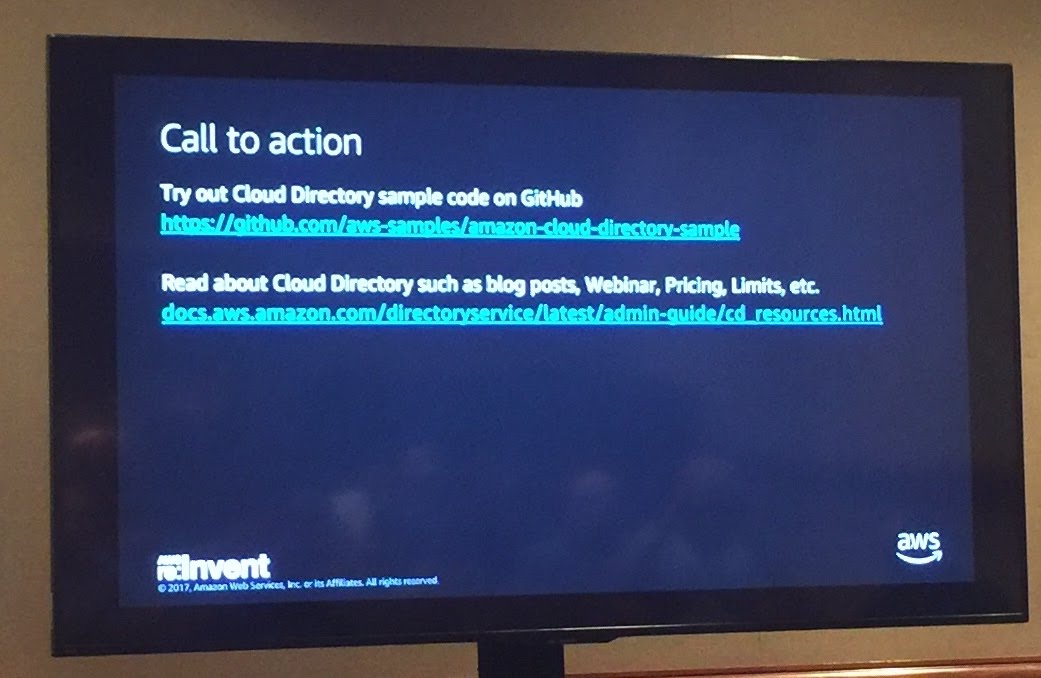 Call to action
Try out Cloud Directory sample code on GitHub
https://github.com/aws-samples/amazon-cloud-directory-sample
Read about Cloud Directory such as blog posts, Webinar, Pricing, Limits, etc.
docs.aws.amazon.com/directoryservice/latest/admin-guide/cd_resources.html
aws
AWS
re:Invent
© 2017, Amazon Web Services, Inc. or its Affiliates. All rights reserved.